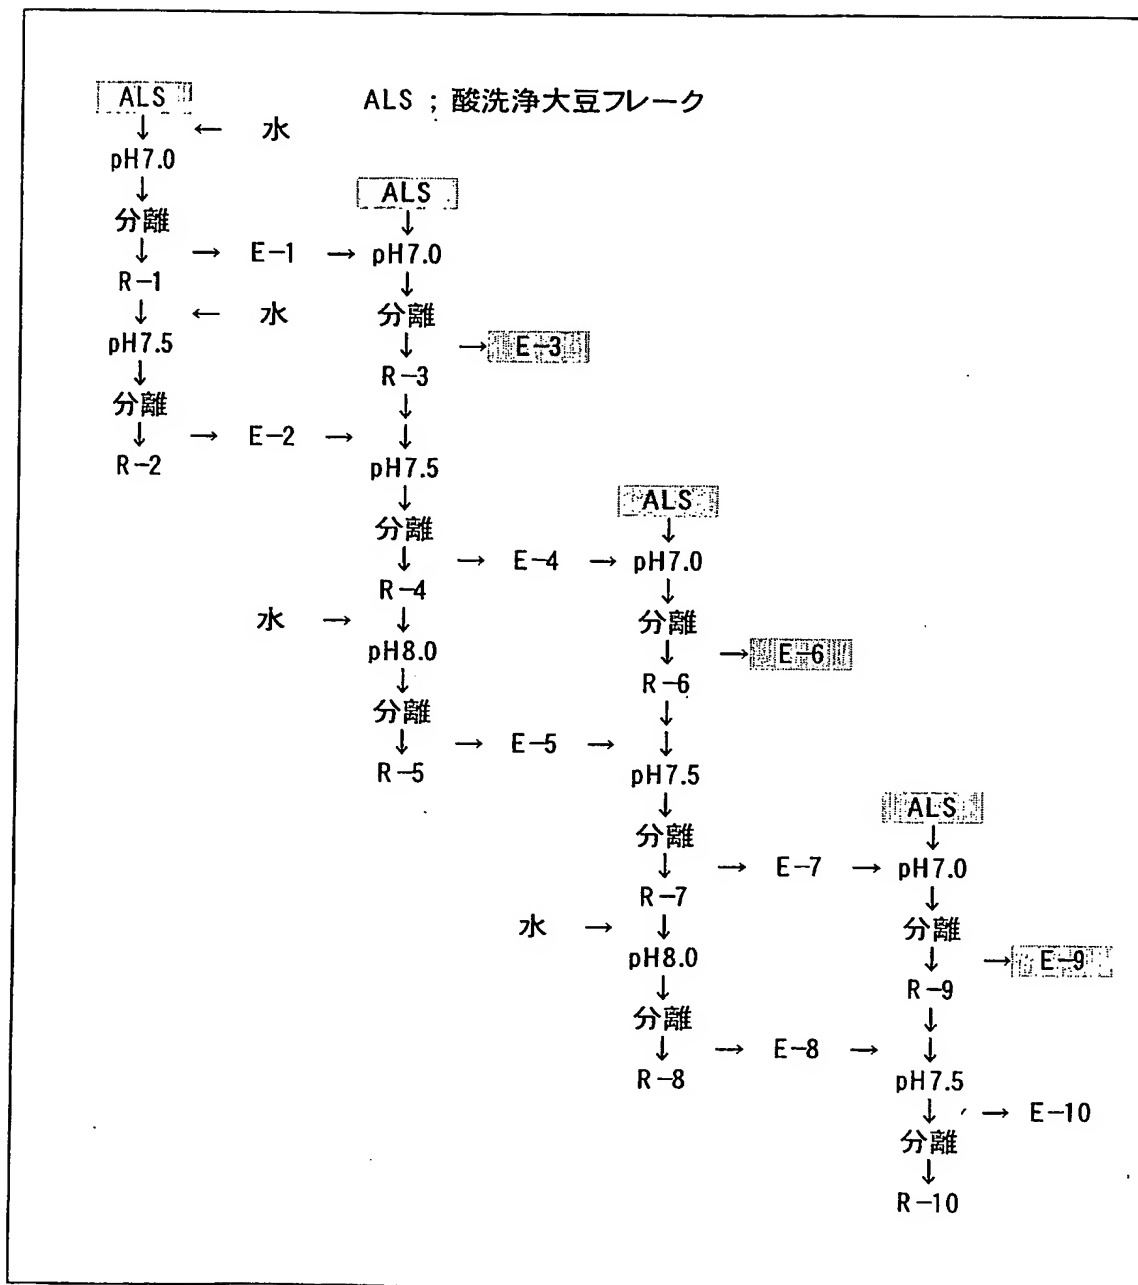 ALS ALS ; 酸洗浄大豆フレーク
↓ ← 水
pH7.0
↓ ALS
分離 ↓
↓ → E-1 → pH7.0
R-1 ↓
↓ ← 水 分離
pH7.5 ↓ → E-3
↓ R-3
分離 ↓
↓ → E-2 → ↓
R-2 pH7.5
↓ ALS
分離 ↓
↓ → E-4 → pH7.0
R-4 ↓
水 → ↓ 分離
pH8.0 ↓ → E-6
↓ R-6
分離 ↓
↓ → E-5 → ↓
R-5 pH7.5
↓ ALS
分離 ↓
↓ → E-7 → pH7.0
R-7 ↓
水 → ↓ 分離
pH8.0 ↓ → E-9
↓ R-9
分離 ↓
↓ → E-8 → ↓
R-8 pH7.5
↓ → E-10
分離
↓
R-10